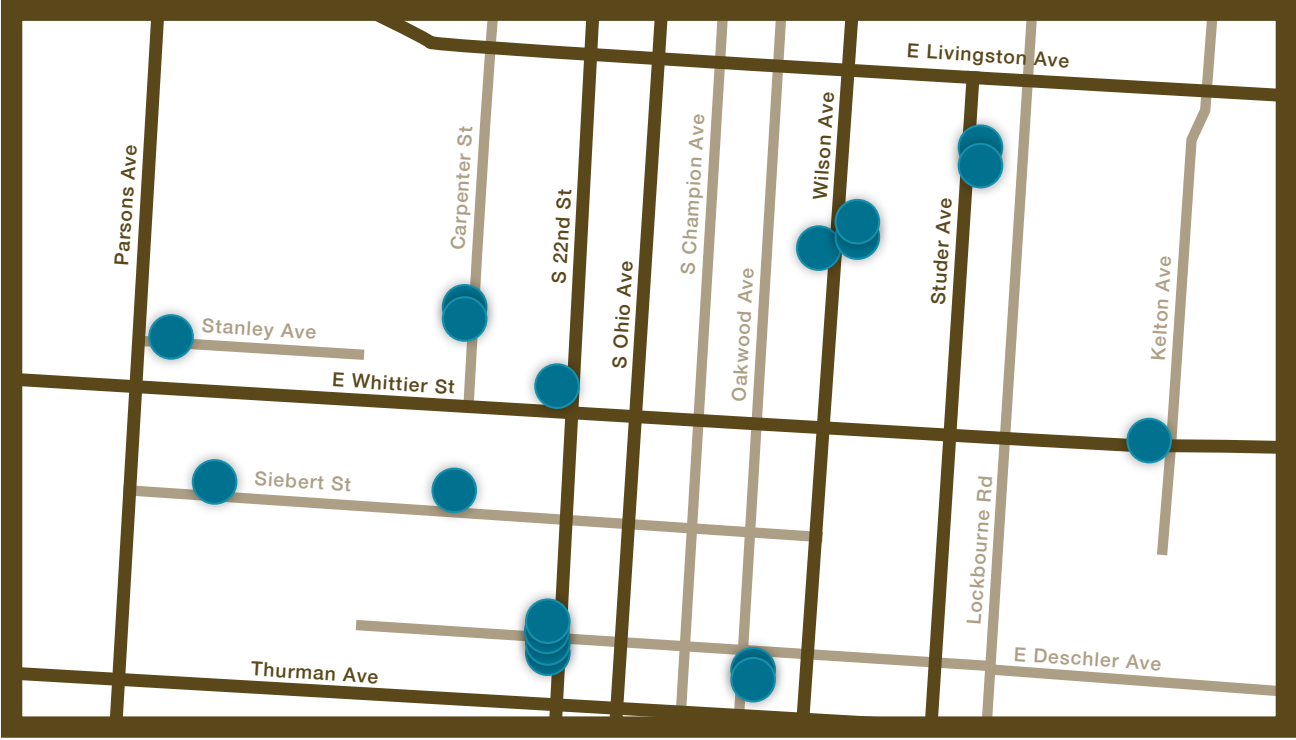 E Livingston Ave
Parsons Ave
Carpenter St
S 22nd St
S Ohio Ave
S Champion Ave
Oakwood Ave
Wilson Ave
Studer Ave
Kelton Ave
Stanley Ave
E Whittier St
Siebert St
Lockbourne Rd
E Deschler Ave
Thurman Ave